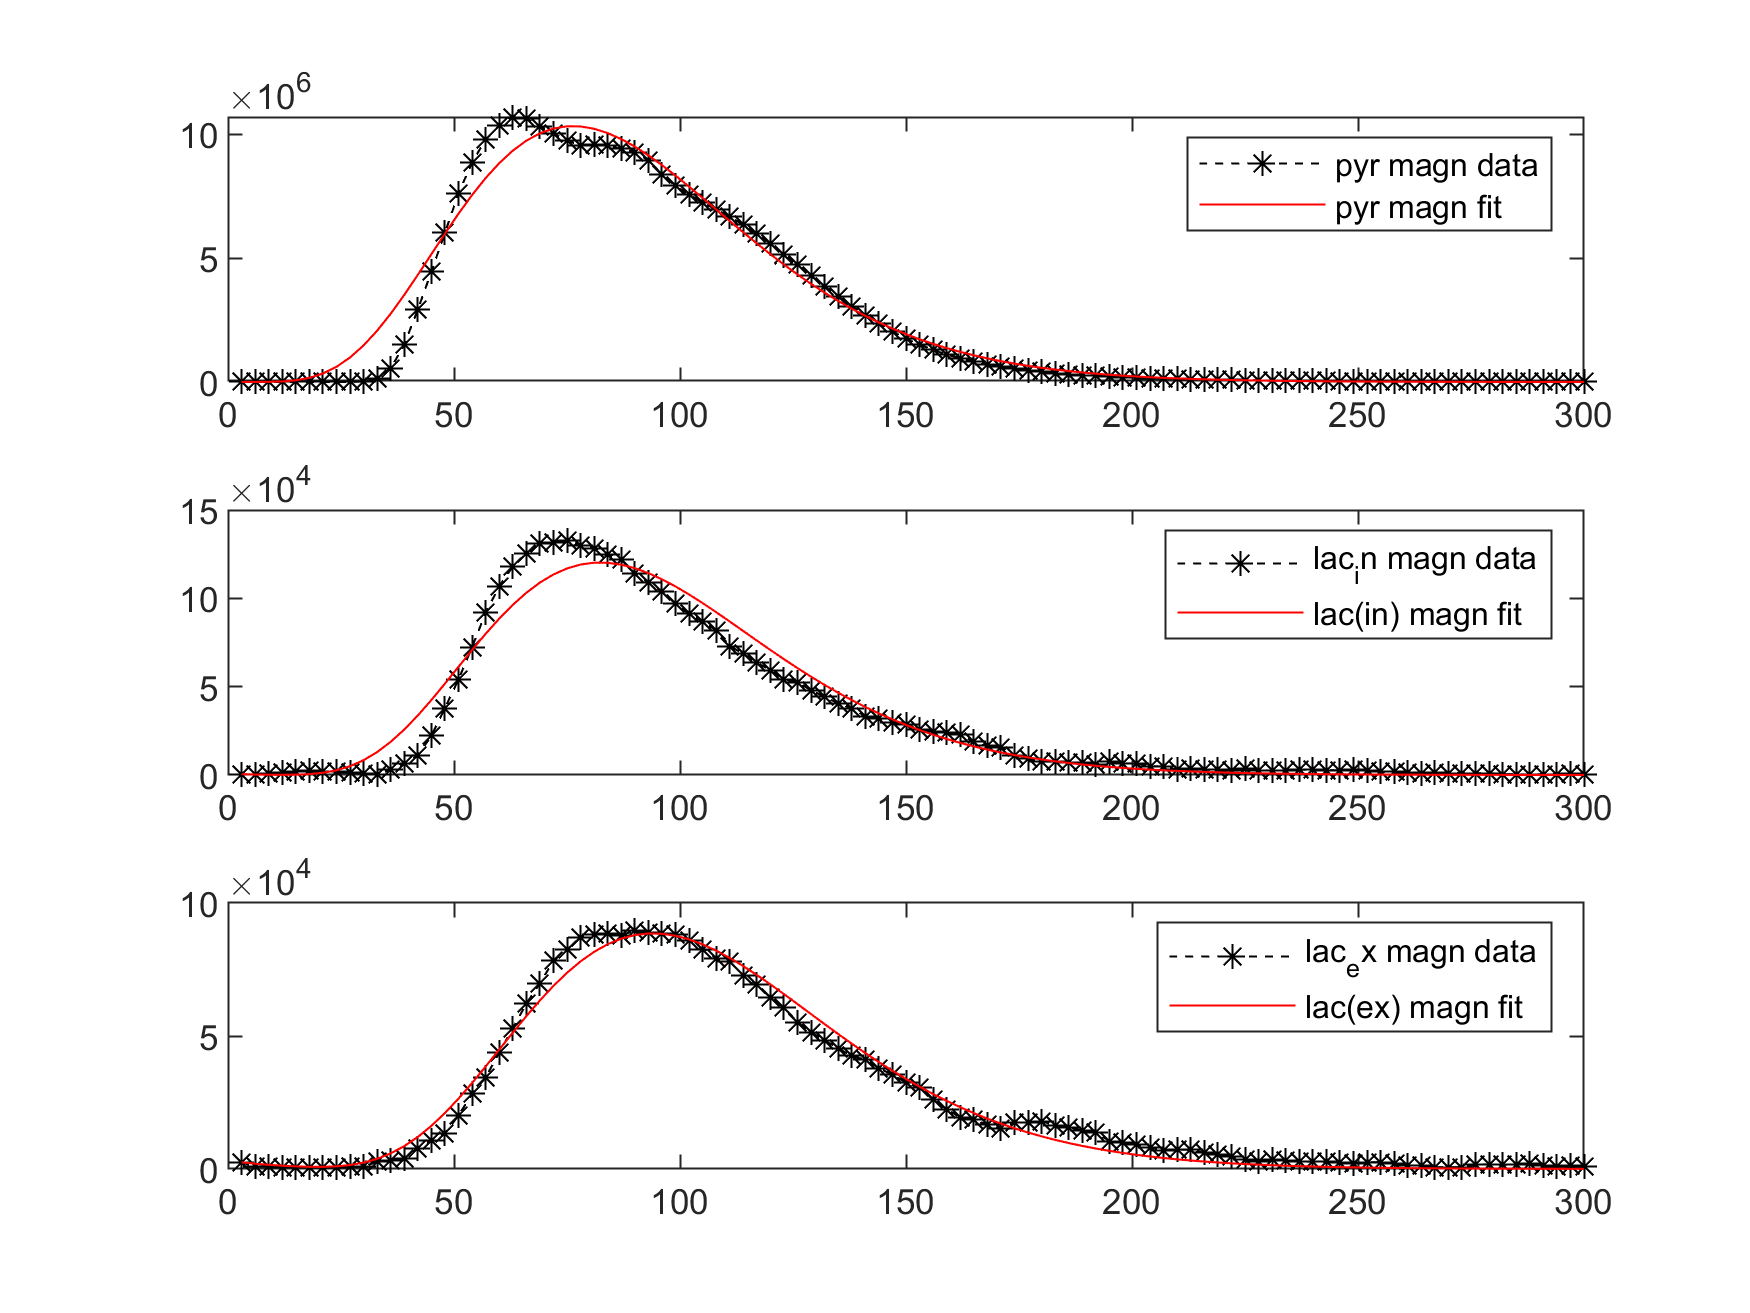 ×10^6
10
5
0
0 50 100 150 200 250 300
pyr magn data
pyr magn fit
×10^4
15
10
5
0
0 50 100 150 200 250 300
lac_in magn data
lac(in) magn fit
×10^4
10
5
0
0 50 100 150 200 250 300
lac_ex magn data
lac(ex) magn fit